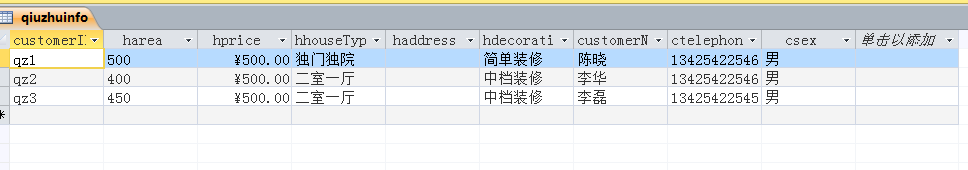 qiuzhuinfo
customerI harea hprice hhouseTyp haddress hdecorati customerN ctelephon csex 单击以添加
qz1 500 ¥500.00 独门独院 简单装修 陈晓 13425422546 男
qz2 400 ¥500.00 二室一厅 中档装修 李华 13425422546 男
qz3 450 ¥500.00 二室一厅 中档装修 李磊 13425422545 男
*